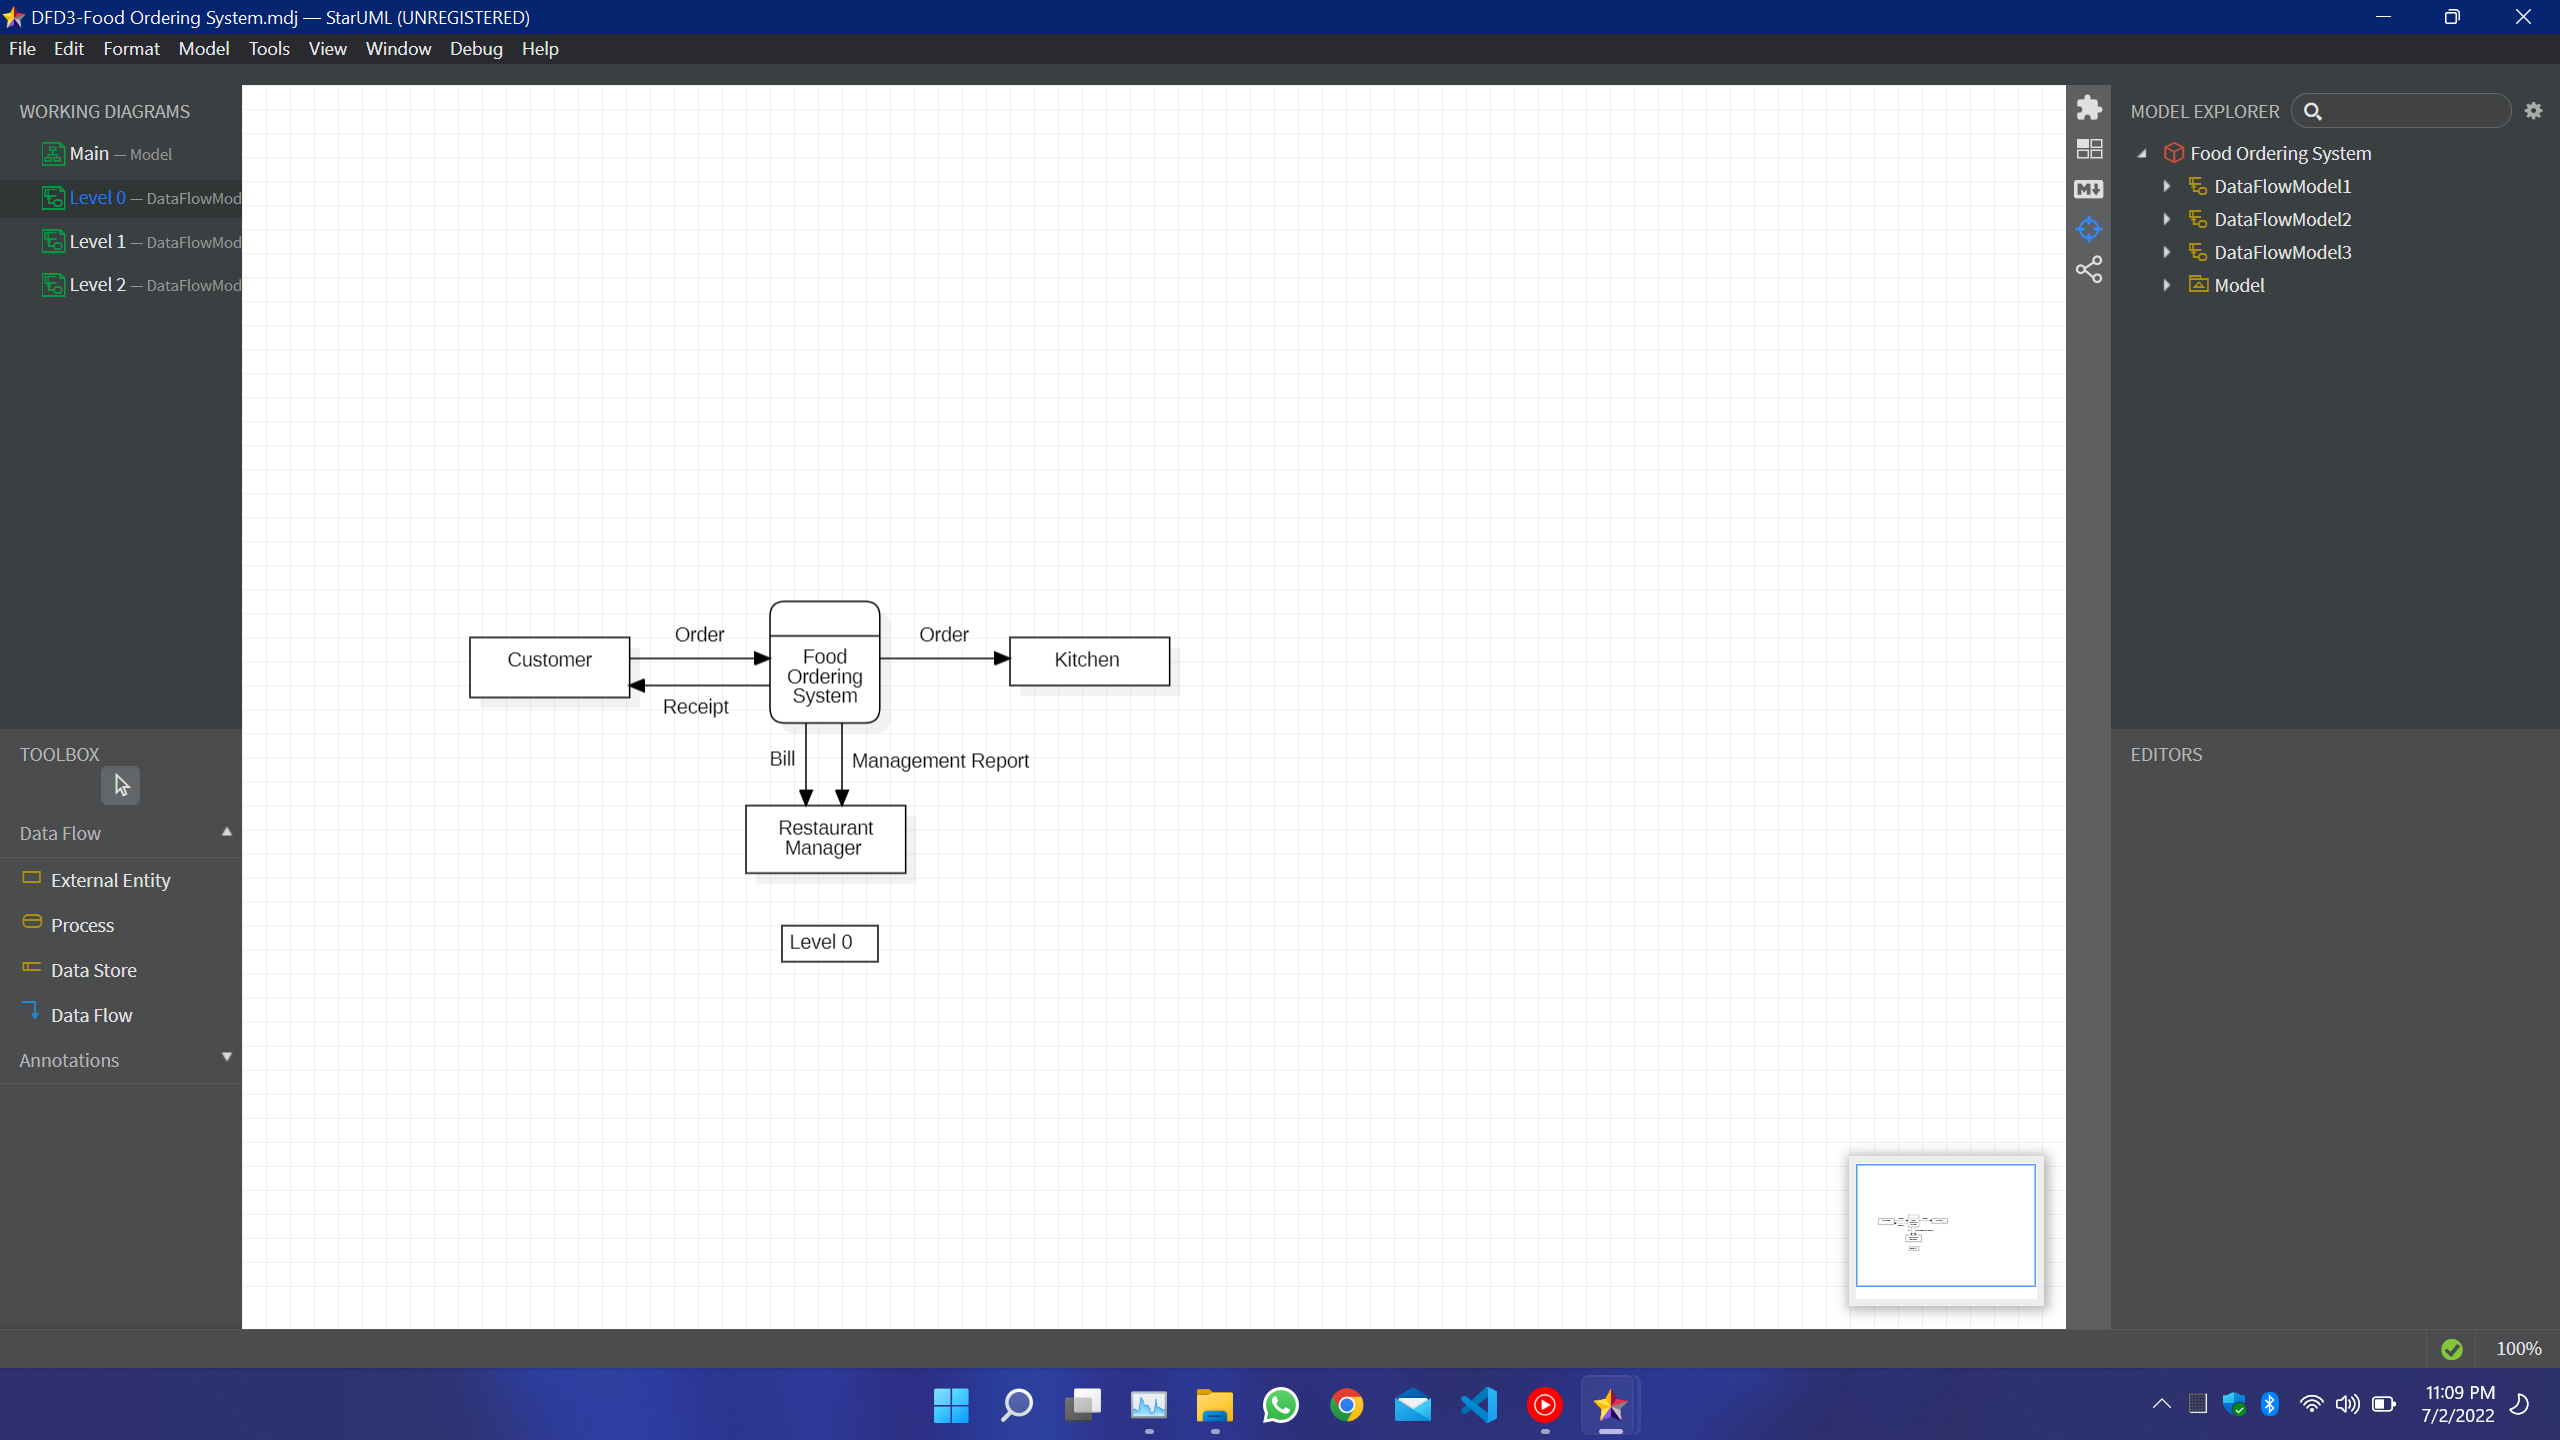 DFD3-Food Ordering System.mdj — StarUML (UNREGISTERED)
File Edit Format Model Tools View Window Debug Help
WORKING DIAGRAMS
Main — Model
Level 0 — DataFlowMod
Level 1 — DataFlowMod
Level 2 — DataFlowMod
TOOLBOX
Data Flow
External Entity
Process
Data Store
Data Flow
Annotations
Customer
Order
Receipt
Food
Ordering
System
Order
Kitchen
Bill
Management Report
Restaurant
Manager
Level 0
MODEL EXPLORER
Food Ordering System
DataFlowModel1
DataFlowModel2
DataFlowModel3
Model
EDITORS
100%
11:09 PM
7/2/2022